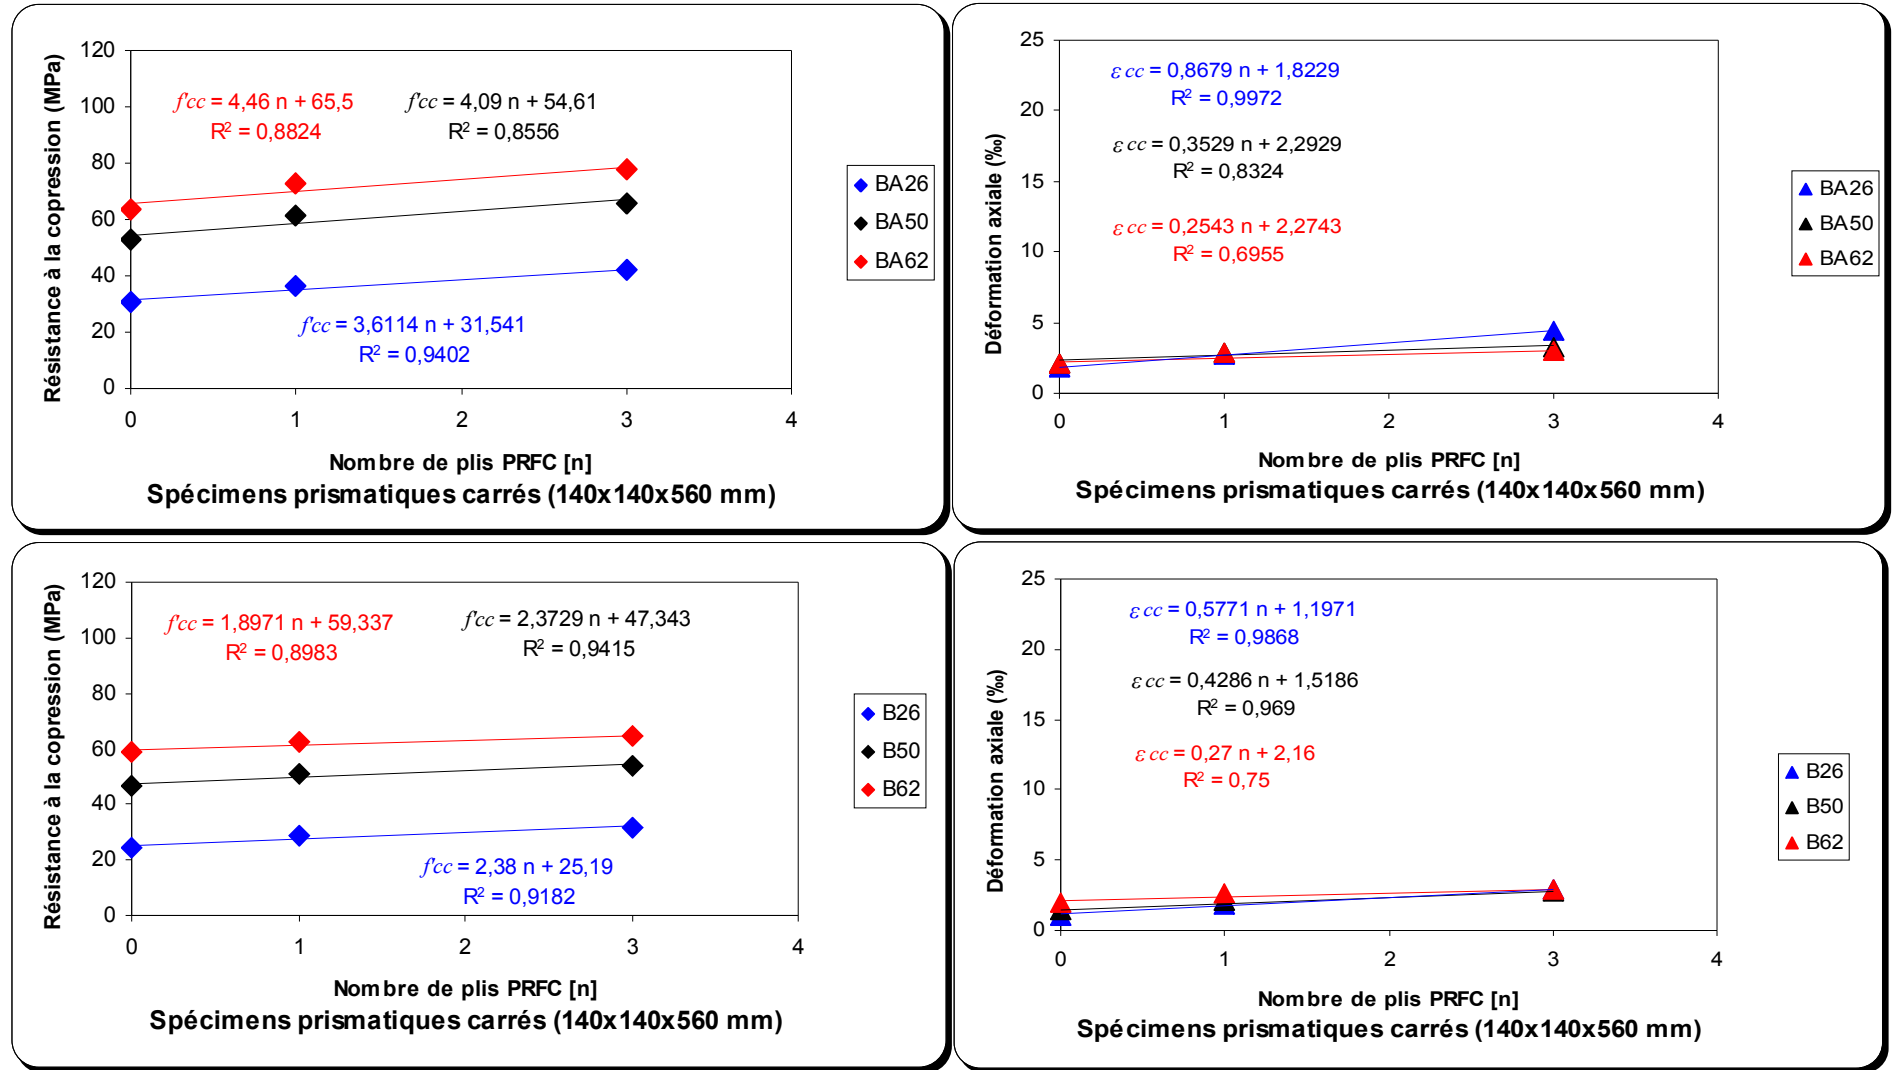 Résistance à la copression (MPa)
120
100
80
60
40
20
0
0 1 2 3 4
f'cc = 4,46 n + 65,5
R² = 0,8824
f'cc = 4,09 n + 54,61
R² = 0,8556
f'cc = 3,6114 n + 31,541
R² = 0,9402
BA26
BA50
BA62
Nombre de plis PRFC [n]
Spécimens prismatiques carrés (140x140x560 mm)
Déformation axiale (‰)
25
20
15
10
5
0
0 1 2 3 4
ε cc = 0,8679 n + 1,8229
R² = 0,9972
ε cc = 0,3529 n + 2,2929
R² = 0,8324
ε cc = 0,2543 n + 2,2743
R² = 0,6955
BA26
BA50
BA62
Nombre de plis PRFC [n]
Spécimens prismatiques carrés (140x140x560 mm)
Résistance à la copression (MPa)
120
100
80
60
40
20
0
0 1 2 3 4
f'cc = 1,8971 n + 59,337
R² = 0,8983
f'cc = 2,3729 n + 47,343
R² = 0,9415
f'cc = 2,38 n + 25,19
R² = 0,9182
B26
B50
B62
Nombre de plis PRFC [n]
Spécimens prismatiques carrés (140x140x560 mm)
Déformation axiale (‰)
25
20
15
10
5
0
0 1 2 3 4
ε cc = 0,5771 n + 1,1971
R² = 0,9868
ε cc = 0,4286 n + 1,5186
R² = 0,969
ε cc = 0,27 n + 2,16
R² = 0,75
B26
B50
B62
Nombre de plis PRFC [n]
Spécimens prismatiques carrés (140x140x560 mm)